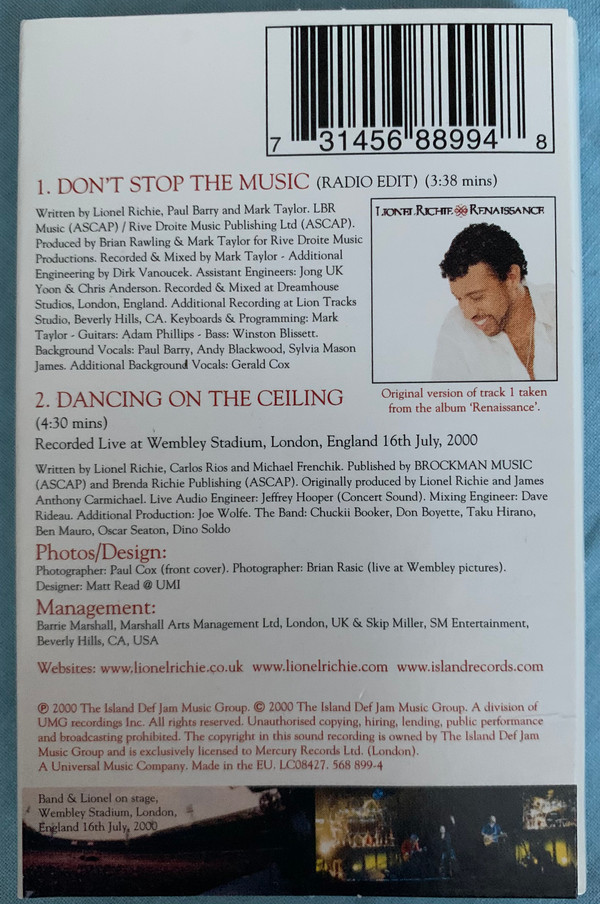 7 31456 88994 8
1. DON'T STOP THE MUSIC (RADIO EDIT) (3:38 mins)
Written by Lionel Richie, Paul Barry and Mark Taylor. LBR
Music (ASCAP) / Rive Droite Music Publishing Ltd (ASCAP).
Produced by Brian Rawling & Mark Taylor for Rive Droite Music
Productions. Recorded & Mixed by Mark Taylor - Additional
Engineering by Dirk Vanoucek. Assistant Engineers: Jong UK
Yoon & Chris Anderson. Recorded & Mixed at Dreamhouse
Studios, London, England. Additional Recording at Lion Tracks
Studio, Beverly Hills, CA. Keyboards & Programming: Mark
Taylor - Guitars: Adam Phillips - Bass: Winston Blissett.
Background Vocals: Paul Barry, Andy Blackwood, Sylvia Mason
James. Additional Background Vocals: Gerald Cox
LIONEL RICHIE RENAISSANCE
Original version of track 1 taken
from the album 'Renaissance'.
2. DANCING ON THE CEILING
(4:30 mins)
Recorded Live at Wembley Stadium, London, England 16th July, 2000
Written by Lionel Richie, Carlos Rios and Michael Frenchik. Published by BROCKMAN MUSIC
(ASCAP) and Brenda Richie Publishing (ASCAP). Originally produced by Lionel Richie and James
Anthony Carmichael. Live Audio Engineer: Jeffrey Hooper (Concert Sound). Mixing Engineer: Dave
Rideau. Additional Production: Joe Wolfe. The Band: Chuckii Booker, Don Boyette, Taku Hirano,
Ben Mauro, Oscar Seaton, Dino Soldo
Photos/Design:
Photographer: Paul Cox (front cover). Photographer: Brian Rasic (live at Wembley pictures).
Designer: Matt Read @ UMI
Management:
Barrie Marshall, Marshall Arts Management Ltd, London, UK & Skip Miller, SM Entertainment,
Beverly Hills, CA, USA
Websites: www.lionelrichie.co.uk www.lionelrichie.com www.islandrecords.com
℗ 2000 The Island Def Jam Music Group. © 2000 The Island Def Jam Music Group. A division of
UMG recordings Inc. All rights reserved. Unauthorised copying, hiring, lending, public performance
and broadcasting prohibited. The copyright in this sound recording is owned by The Island Def Jam
Music Group and is exclusively licensed to Mercury Records Ltd. (London).
A Universal Music Company. Made in the EU. LC08427. 568 899-4
Band & Lionel on stage,
Wembley Stadium, London,
England 16th July, 2000